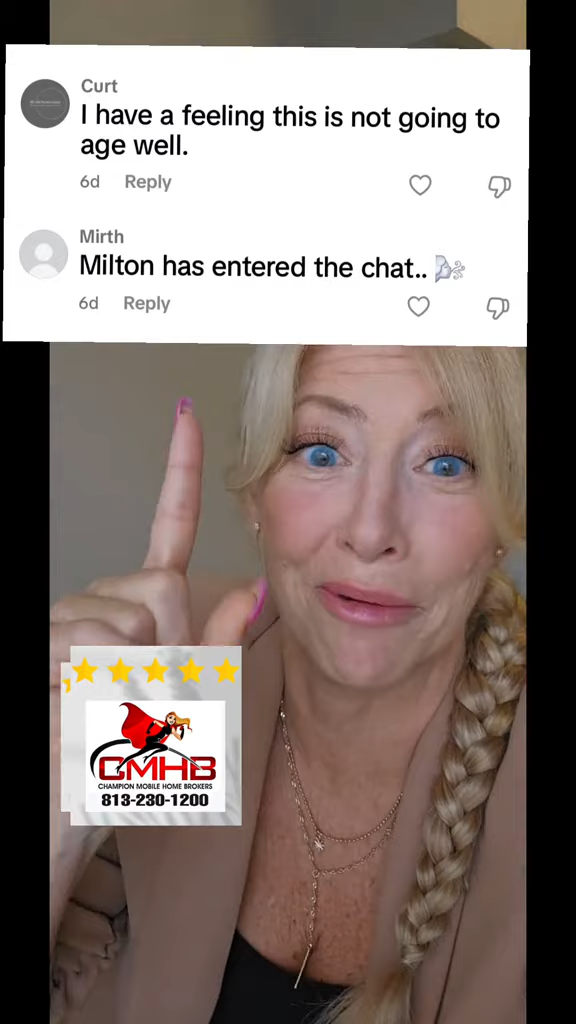 Curt
I have a feeling this is not going to
age well.
6d Reply
Mirth
Milton has entered the chat.. 🌬️
6d Reply
CMHB
CHAMPION MOBILE HOME BROKERS
813-230-1200